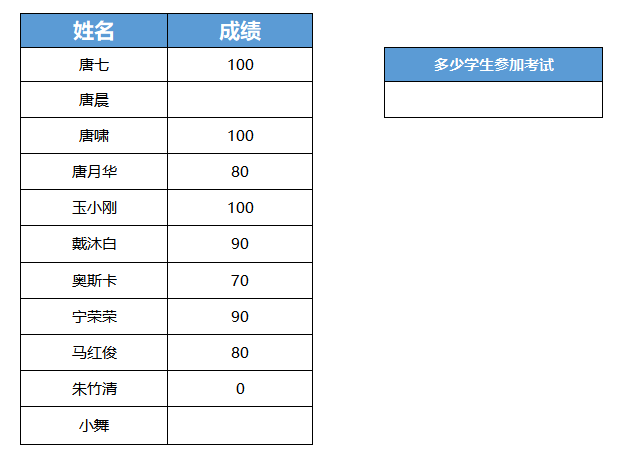 姓名 成绩
唐七 100
多少学生参加考试
唐晨
唐啸 100
唐月华 80
玉小刚 100
戴沐白 90
奥斯卡 70
宁荣荣 90
马红俊 80
朱竹清 0
小舞